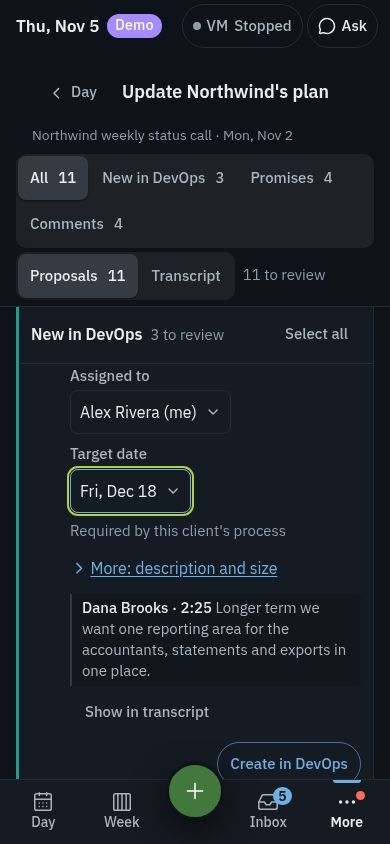 Thu, Nov 5 Demo VM Stopped Ask
Day Update Northwind's plan
Northwind weekly status call · Mon, Nov 2
All 11 New in DevOps 3 Promises 4
Comments 4
Proposals 11 Transcript 11 to review
New in DevOps 3 to review Select all
Assigned to
Alex Rivera (me)
Target date
Fri, Dec 18
Required by this client's process
More: description and size
Dana Brooks · 2:25 Longer term we
want one reporting area for the
accountants, statements and exports in
one place.
Show in transcript
Create in DevOps
5
Day Week Inbox More